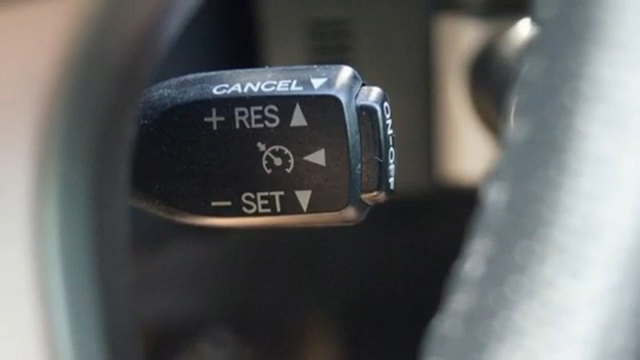 CANCEL ▼
+ RES ▲
◀
− SET ▼
ON-OFF